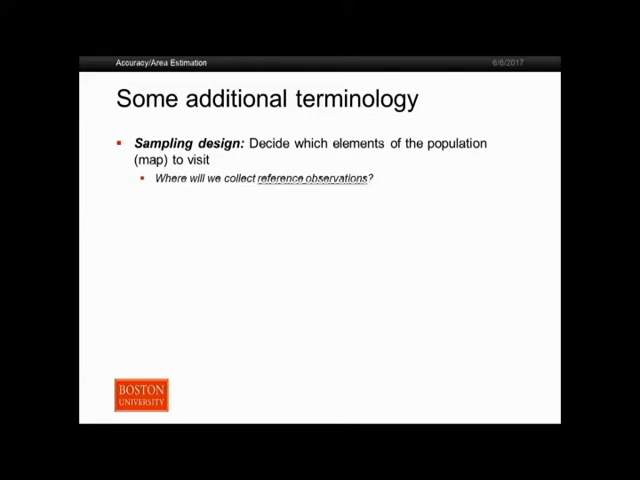 Accuracy/Area Estimation
6/6/2017
Some additional terminology
Sampling design: Decide which elements of the population
(map) to visit
Where will we collect reference observations?
BOSTON
UNIVERSITY